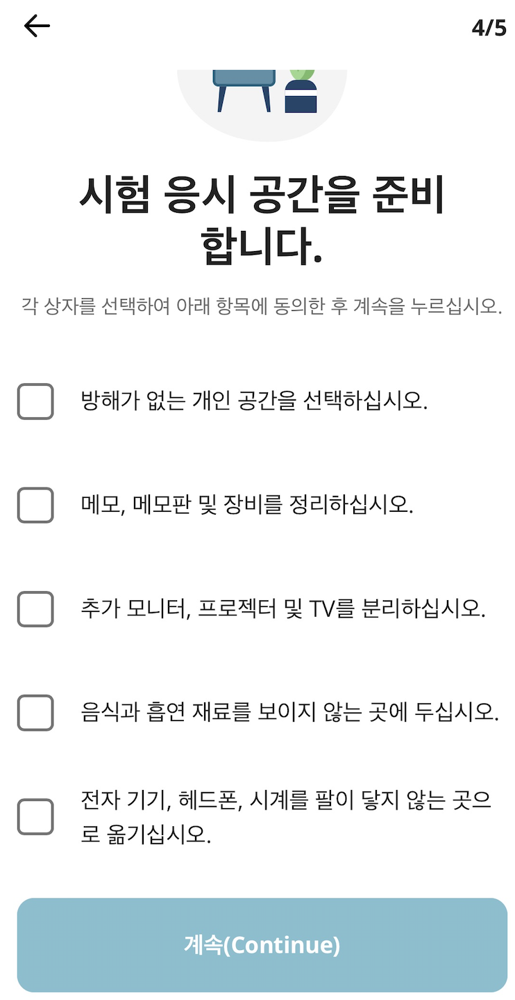 4/5
시험 응시 공간을 준비
합니다.
각 상자를 선택하여 아래 항목에 동의한 후 계속을 누르십시오.
방해가 없는 개인 공간을 선택하십시오.
메모, 메모판 및 장비를 정리하십시오.
추가 모니터, 프로젝터 및 TV를 분리하십시오.
음식과 흡연 재료를 보이지 않는 곳에 두십시오.
전자 기기, 헤드폰, 시계를 팔이 닿지 않는 곳으
로 옮기십시오.
계속(Continue)